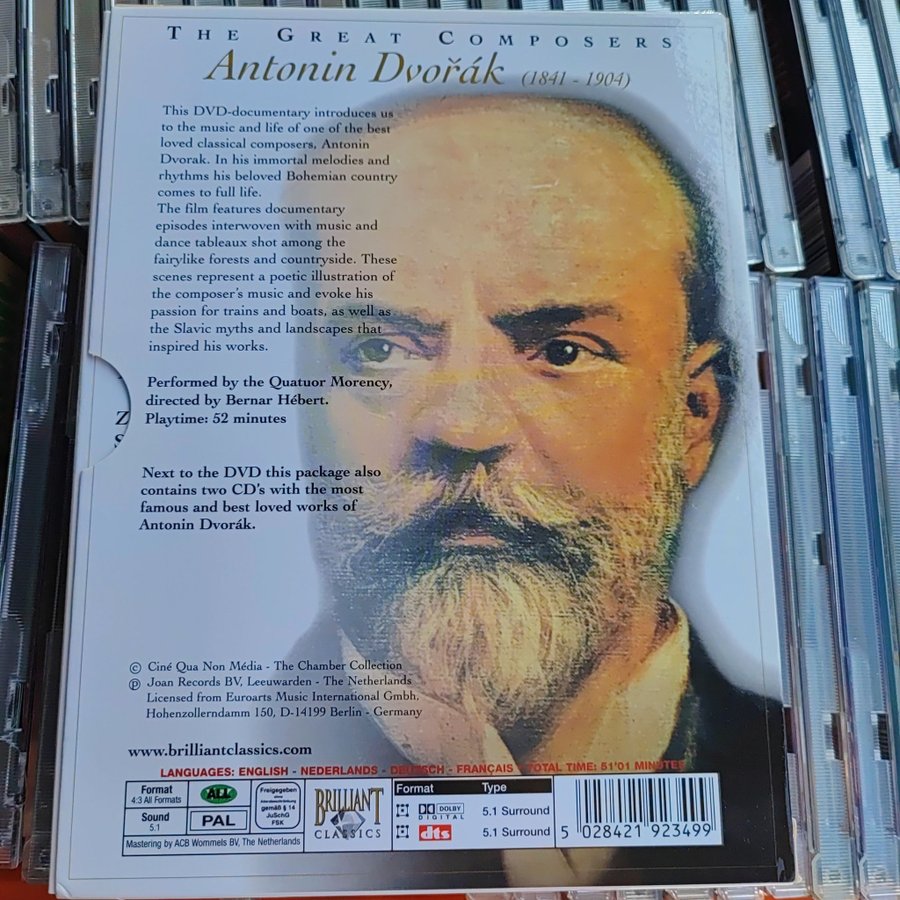 THE GREAT COMPOSERS
Antonin Dvořák (1841 - 1904)
This DVD-documentary introduces us
to the music and life of one of the best
loved classical composers, Antonin
Dvorak. In his immortal melodies and
rhythms his beloved Bohemian country
comes to full life.
The film features documentary
episodes interwoven with music and
dance tableaux shot among the
fairylike forests and countryside. These
scenes represent a poetic illustration of
the composer's music and evoke his
passion for trains and boats, as well as
the Slavic myths and landscapes that
inspired his works.
Performed by the Quatuor Morency,
directed by Bernar Hébert.
Playtime: 52 minutes
Next to the DVD this package also
contains two CD's with the most
famous and best loved works of
Antonin Dvorák.
© Ciné Qua Non Média - The Chamber Collection
℗ Joan Records BV, Leeuwarden - The Netherlands
Licensed from Euroarts Music International Gmbh.
Hohenzollerndamm 150, D-14199 Berlin - Germany
www.brilliantclassics.com
LANGUAGES: ENGLISH - NEDERLANDS - DEUTSCH - FRANÇAIS - TOTAL TIME: 51'01 MINUTES
Format
4:3 All Formats
Sound
5.1
ALL
PAL
Mastering by ACB Wommels BV, The Netherlands
Freigegeben
ohne
Altersbeschränkung
gemäß § 14
JuSchG
FSK
BRILLIANT
CLASSICS
Format Type
DOLBY DIGITAL 5.1 Surround
dts 5.1 Surround
5 028421 923499